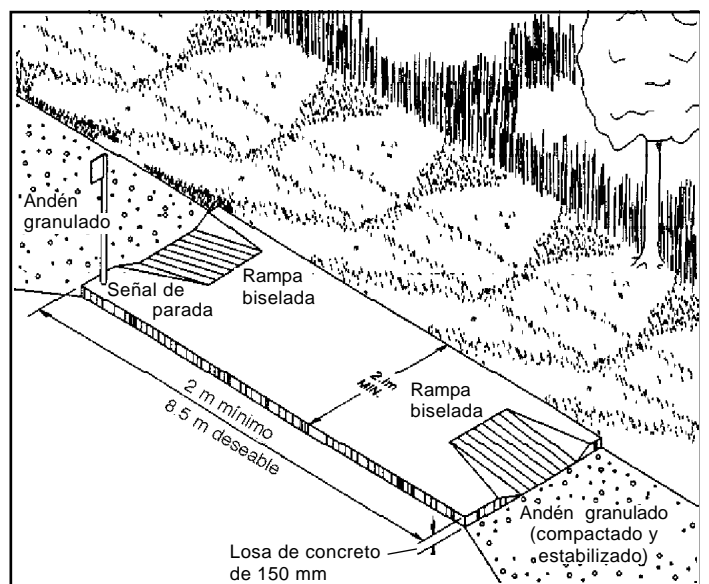 Andén
granulado
Señal de
parada
Rampa
biselada
2.1m
MIN.
Rampa
biselada
2 m mínimo
8.5 m deseable
Losa de concreto
de 150 mm
Andén granulado
(compactado y
estabilizado)